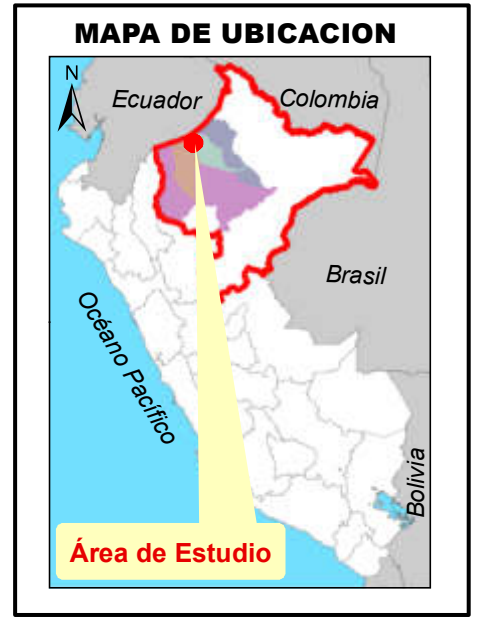 MAPA DE UBICACION
N
Ecuador
Colombia
Brasil
Océano Pacífico
Bolivia
Área de Estudio